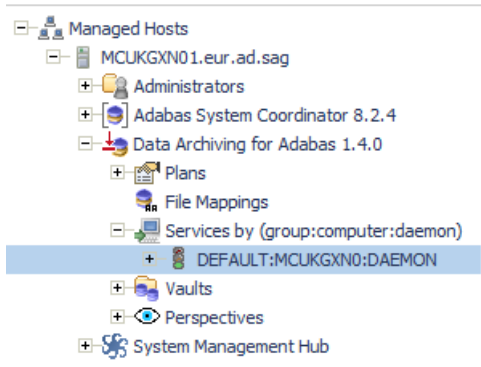 Managed Hosts
MCUKGXN01.eur.ad.sag
Administrators
Adabas System Coordinator 8.2.4
Data Archiving for Adabas 1.4.0
Plans
File Mappings
Services by (group:computer:daemon)
DEFAULT:MCUKGXN0:DAEMON
Vaults
Perspectives
System Management Hub